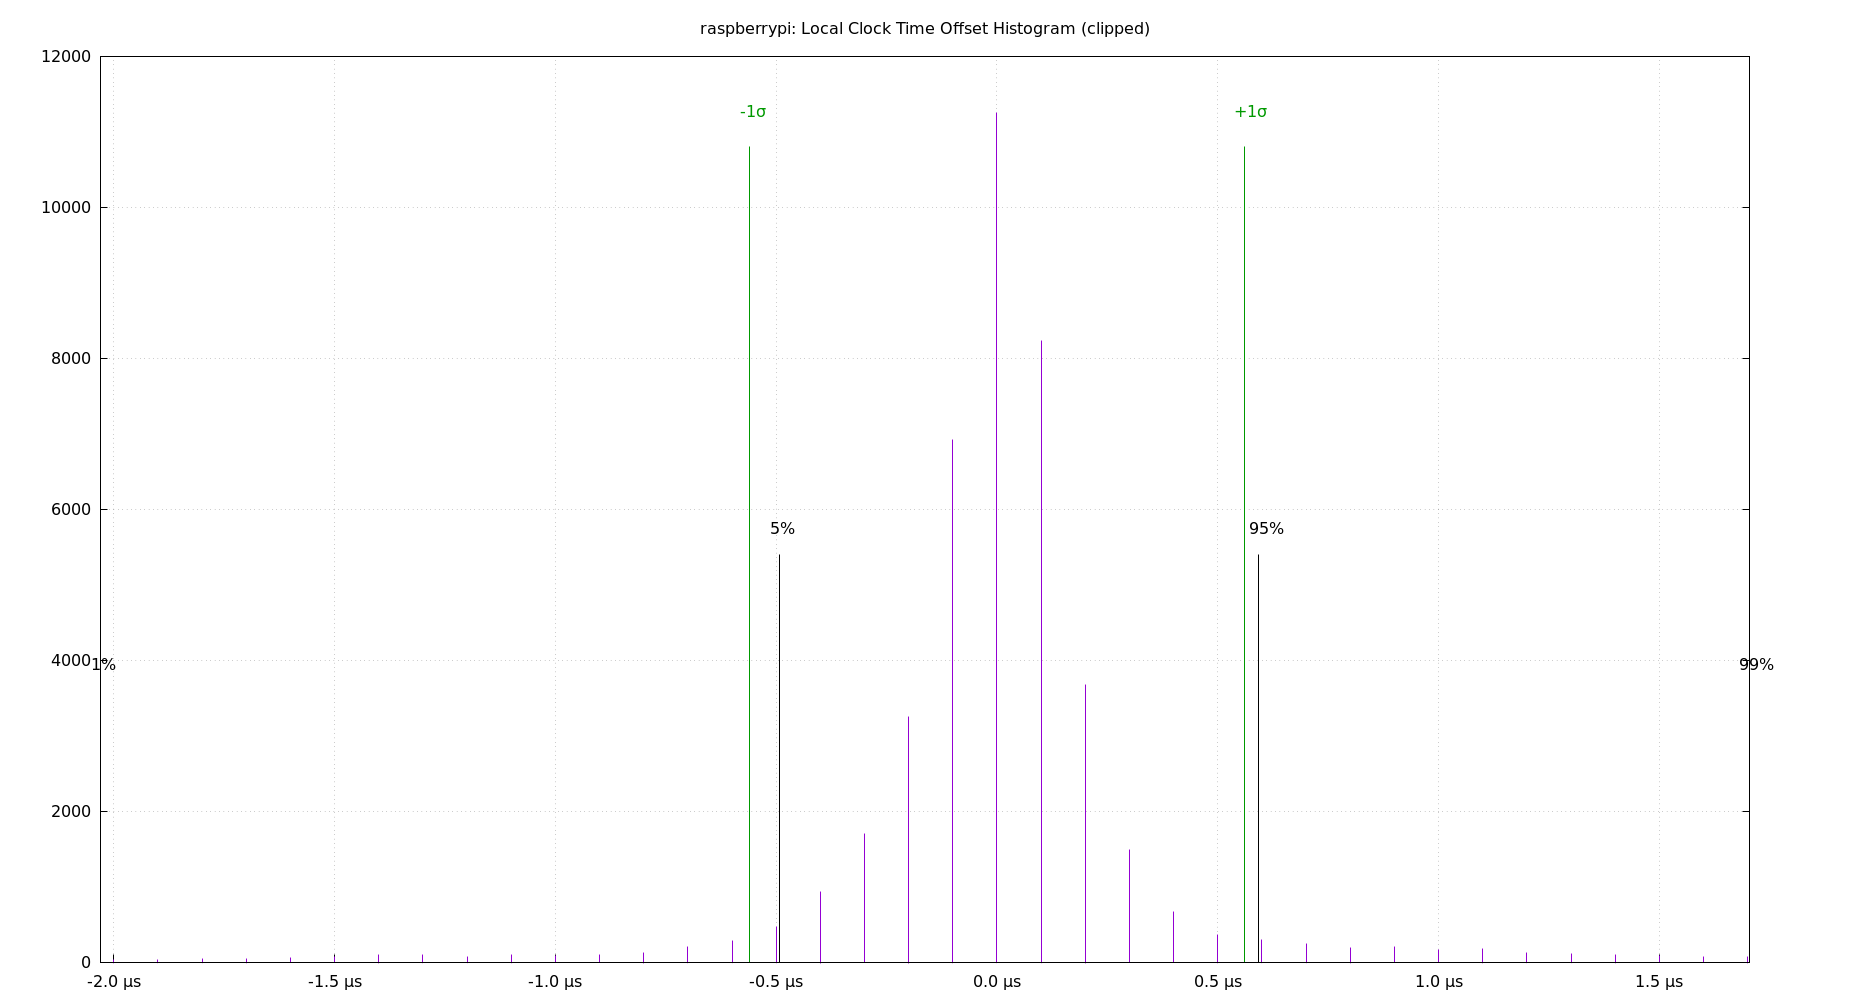 raspberrypi: Local Clock Time Offset Histogram (clipped)
12000
-1σ
+1σ
10000
8000
6000
5%
95%
4000
1%
99%
2000
0
-2.0 µs
-1.5 µs
-1.0 µs
-0.5 µs
0.0 µs
0.5 µs
1.0 µs
1.5 µs